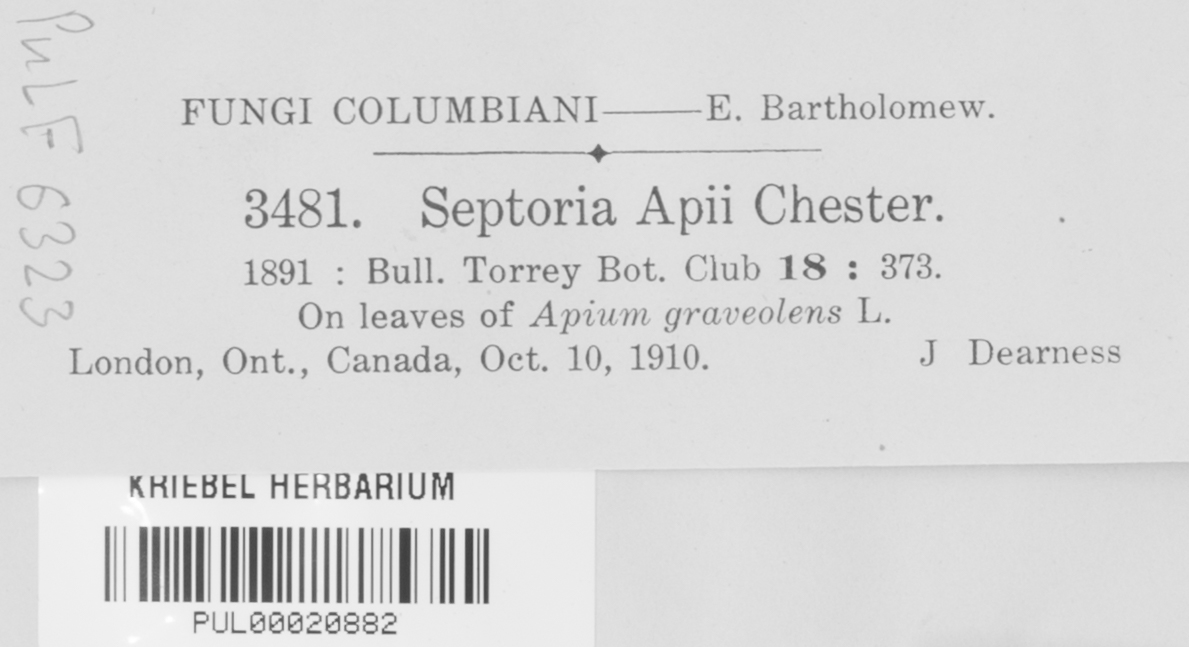 PuLF 6323
FUNGI COLUMBIANI——E. Bartholomew.
3481. Septoria Apii Chester.
1891 : Bull. Torrey Bot. Club 18 : 373.
On leaves of Apium graveolens L.
London, Ont., Canada, Oct. 10, 1910. J Dearness
KRIEBEL HERBARIUM
PUL00020882